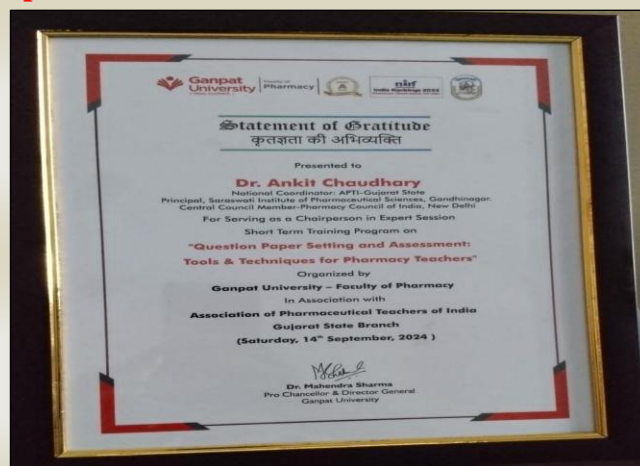 Ganpat University
Faculty of Pharmacy
nirf
India Rankings 2024
Statement of Gratitude
कृतज्ञता की अभिव्यक्ति
Presented to
Dr. Ankit Chaudhary
National Coordinator: APTI-Gujarat State
Principal, Saraswati Institute of Pharmaceutical Sciences, Gandhinagar.
Central Council Member-Pharmacy Council of India, New Delhi
For Serving as a Chairperson in Expert Session
Short Term Training Program on
"Question Paper Setting and Assessment:
Tools & Techniques for Pharmacy Teachers"
Organized by
Ganpat University – Faculty of Pharmacy
In Association with
Association of Pharmaceutical Teachers of India
Gujarat State Branch
(Saturday, 14th September, 2024 )
Dr. Mahendra Sharma
Pro Chancellor & Director General
Ganpat University